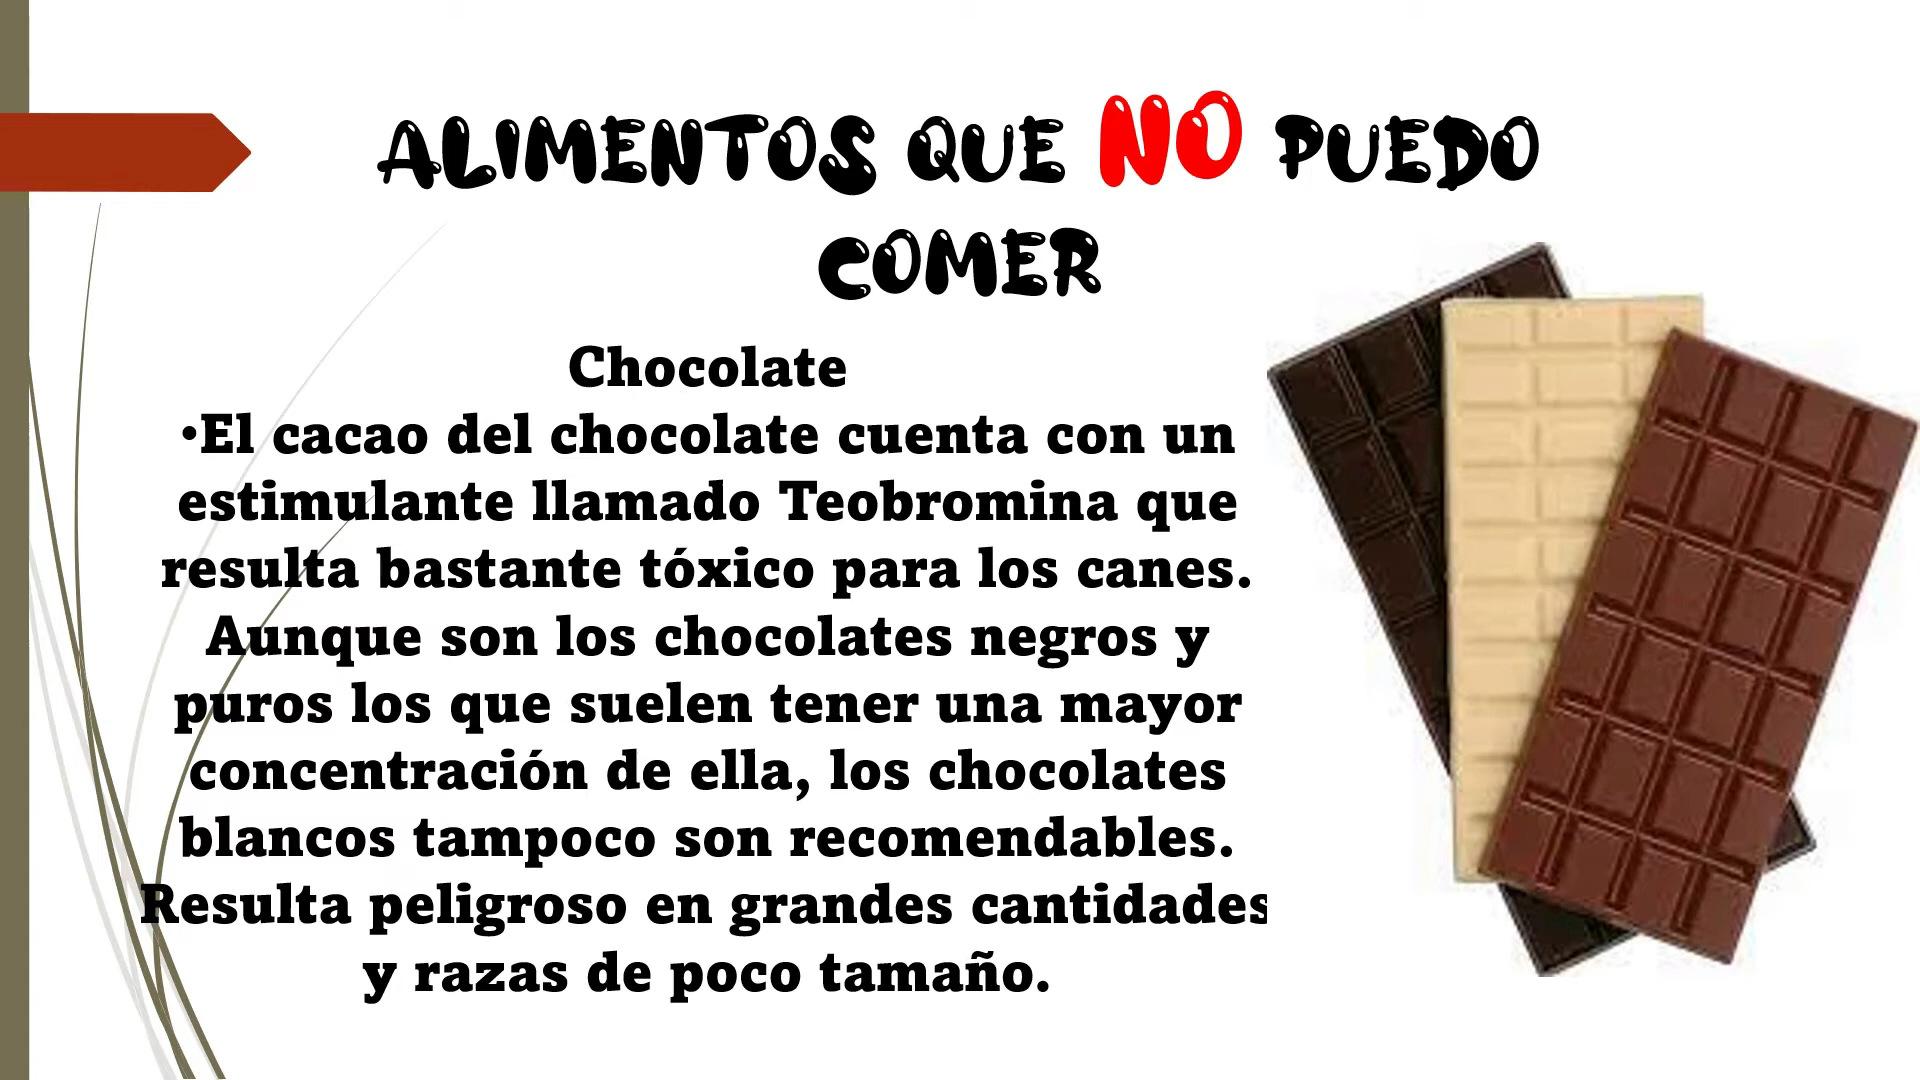 ALIMENTOS QUE NO PUEDO
COMER
Chocolate
•El cacao del chocolate cuenta con un
estimulante llamado Teobromina que
resulta bastante tóxico para los canes.
Aunque son los chocolates negros y
puros los que suelen tener una mayor
concentración de ella, los chocolates
blancos tampoco son recomendables.
Resulta peligroso en grandes cantidades
y razas de poco tamaño.